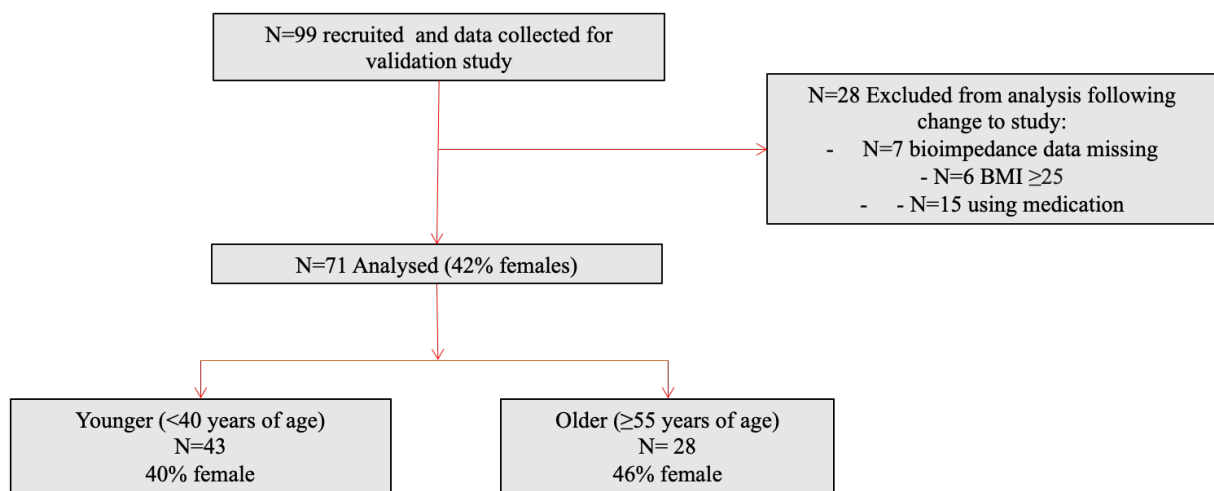 N=99 recruited and data collected for
validation study
N=28 Excluded from analysis following
change to study:
- N=7 bioimpedance data missing
- N=6 BMI ≥25
- - N=15 using medication
N=71 Analysed (42% females)
Younger (<40 years of age)
N=43
40% female
Older (≥55 years of age)
N= 28
46% female